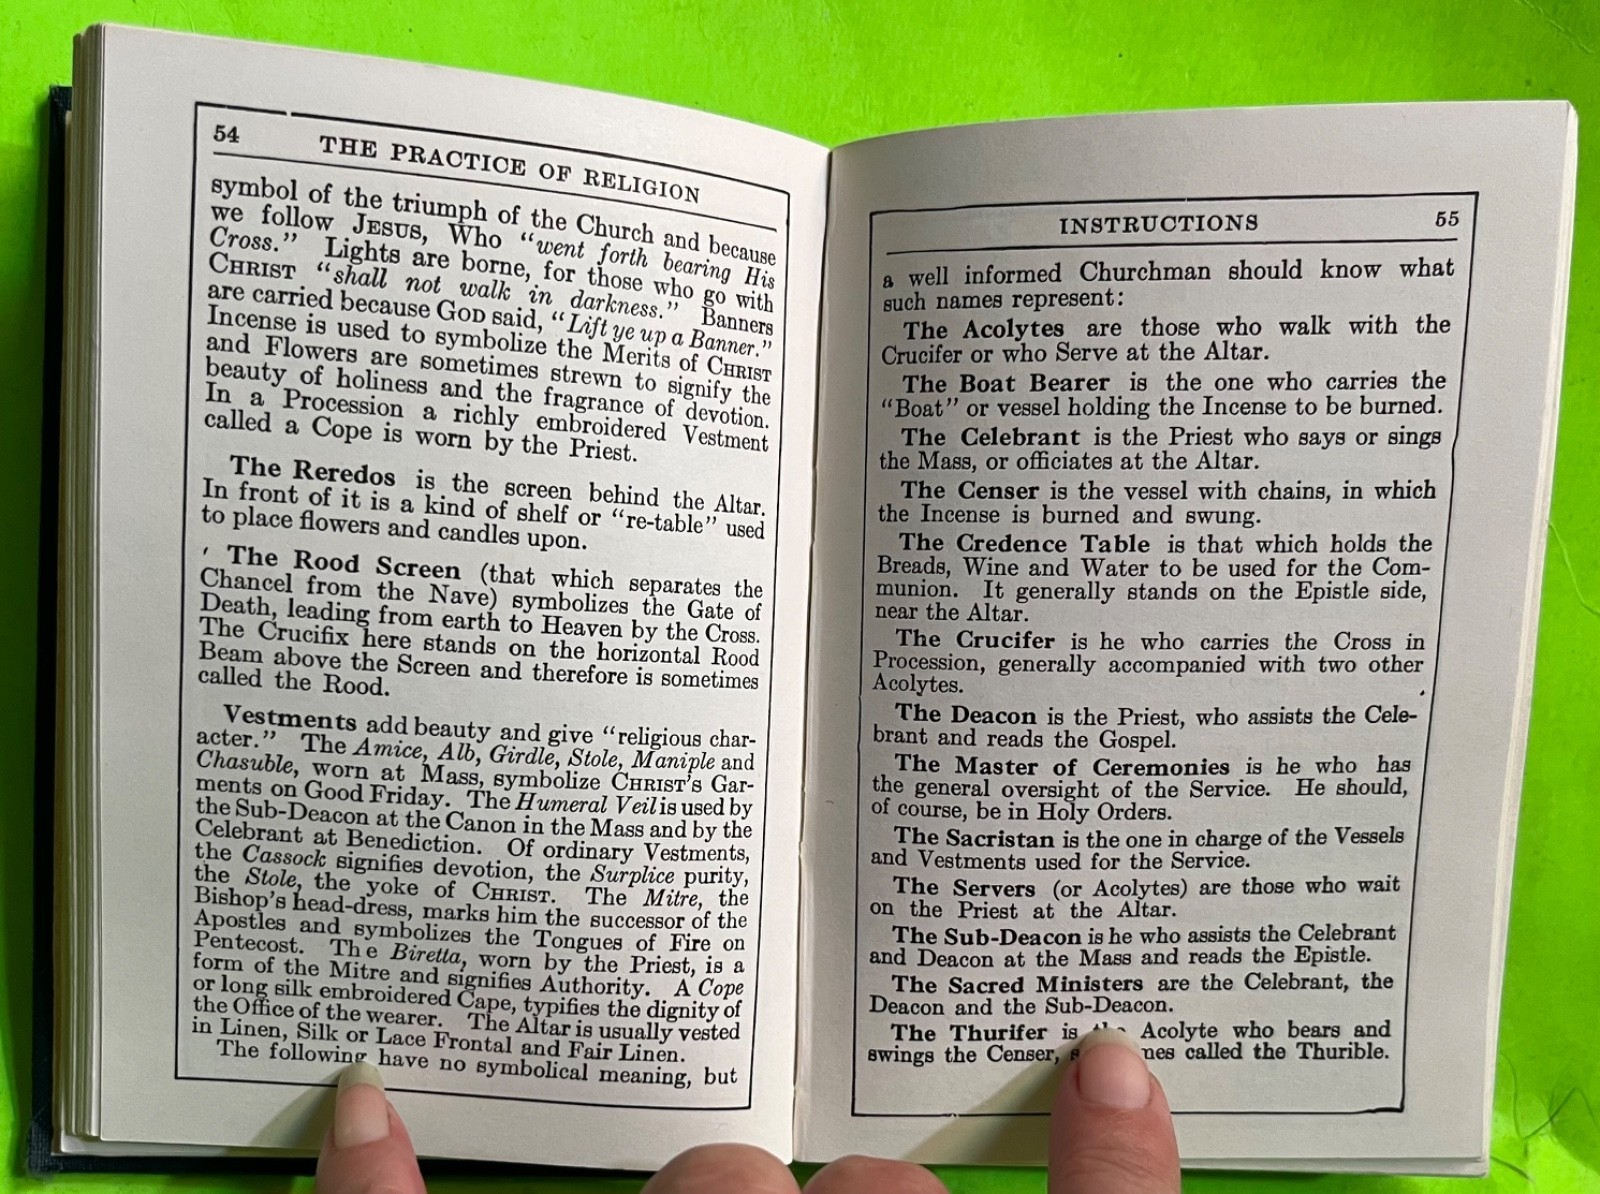 54 THE PRACTICE OF RELIGION
symbol of the triumph of the Church and because
we follow JESUS, Who "went forth bearing His
Cross." Lights are borne, for those who go with
CHRIST "shall not walk in darkness." Banners
are carried because GOD said, "Lift ye up a Banner."
Incense is used to symbolize the Merits of CHRIST
and Flowers are sometimes strewn to signify the
beauty of holiness and the fragrance of devotion.
In a Procession a richly embroidered Vestment
called a Cope is worn by the Priest.
The Reredos is the screen behind the Altar.
In front of it is a kind of shelf or "re-table" used
to place flowers and candles upon.
The Rood Screen (that which separates the
Chancel from the Nave) symbolizes the Gate of
Death, leading from earth to Heaven by the Cross.
The Crucifix here stands on the horizontal Rood
Beam above the Screen and therefore is sometimes
called the Rood.
Vestments add beauty and give "religious char-
acter." The Amice, Alb, Girdle, Stole, Maniple and
Chasuble, worn at Mass, symbolize CHRIST'S Gar-
ments on Good Friday. The Humeral Veil is used by
the Sub-Deacon at the Canon in the Mass and by the
Celebrant at Benediction. Of ordinary Vestments,
the Cassock signifies devotion, the Surplice purity,
the Stole, the yoke of CHRIST. The Mitre, the
Bishop's head-dress, marks him the successor of the
Apostles and symbolizes the Tongues of Fire on
Pentecost. The Biretta, worn by the Priest, is a
form of the Mitre and signifies Authority. A Cope
or long silk embroidered Cape, typifies the dignity of
the Office of the wearer. The Altar is usually vested
in Linen, Silk or Lace Frontal and Fair Linen.
The following have no symbolical meaning, but
INSTRUCTIONS 55
a well informed Churchman should know what
such names represent:
The Acolytes are those who walk with the
Crucifer or who Serve at the Altar.
The Boat Bearer is the one who carries the
"Boat" or vessel holding the Incense to be burned.
The Celebrant is the Priest who says or sings
the Mass, or officiates at the Altar.
The Censer is the vessel with chains, in which
the Incense is burned and swung.
The Credence Table is that which holds the
Breads, Wine and Water to be used for the Com-
munion. It generally stands on the Epistle side,
near the Altar.
The Crucifer is he who carries the Cross in
Procession, generally accompanied with two other
Acolytes.
The Deacon is the Priest, who assists the Cele-
brant and reads the Gospel.
The Master of Ceremonies is he who has
the general oversight of the Service. He should,
of course, be in Holy Orders.
The Sacristan is the one in charge of the Vessels
and Vestments used for the Service.
The Servers (or Acolytes) are those who wait
on the Priest at the Altar.
The Sub-Deacon is he who assists the Celebrant
and Deacon at the Mass and reads the Epistle.
The Sacred Ministers are the Celebrant, the
Deacon and the Sub-Deacon.
The Thurifer is the Acolyte who bears and
swings the Censer, called the Thurible.